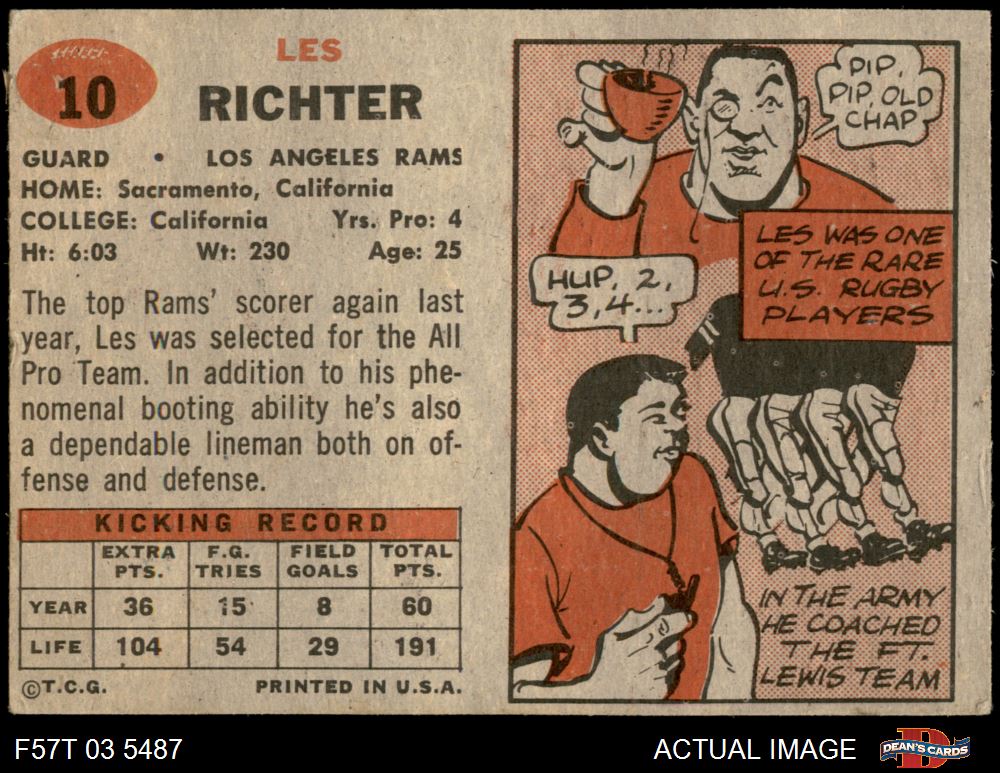 10
LES
RICHTER
GUARD • LOS ANGELES RAMS
HOME: Sacramento, California
COLLEGE: California Yrs. Pro: 4
Ht: 6:03 Wt: 230 Age: 25
The top Rams' scorer again last
year, Les was selected for the All
Pro Team. In addition to his phe-
nomenal booting ability he's also
a dependable lineman both on of-
fense and defense.
KICKING RECORD
EXTRA PTS. F.G. TRIES FIELD GOALS TOTAL PTS.
YEAR 36 15 8 60
LIFE 104 54 29 191
©T.C.G. PRINTED IN U.S.A.
PIP,
PIP, OLD
CHAP
LES WAS ONE
OF THE RARE
U.S. RUGBY
PLAYERS
HUP, 2,
3,4...
IN THE ARMY
HE COACHED
THE FT.
LEWIS TEAM
F57T 03 5487 ACTUAL IMAGE DEAN'S CARDS